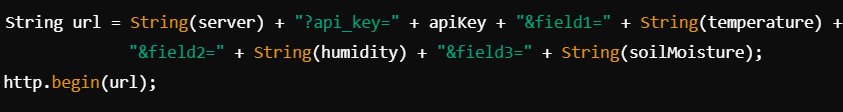 String url = String(server) + "?api_key=" + apiKey + "&field1=" + String(temperature) +
"&field2=" + String(humidity) + "&field3=" + String(soilMoisture);
http.begin(url);